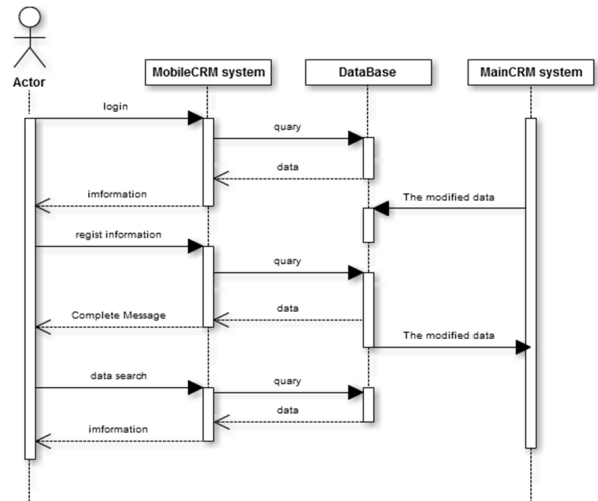 Actor
MobileCRM system
DataBase
MainCRM system
login
quary
data
imformation
The modified data
regist information
quary
data
Complete Message
The modified data
data search
quary
data
imformation